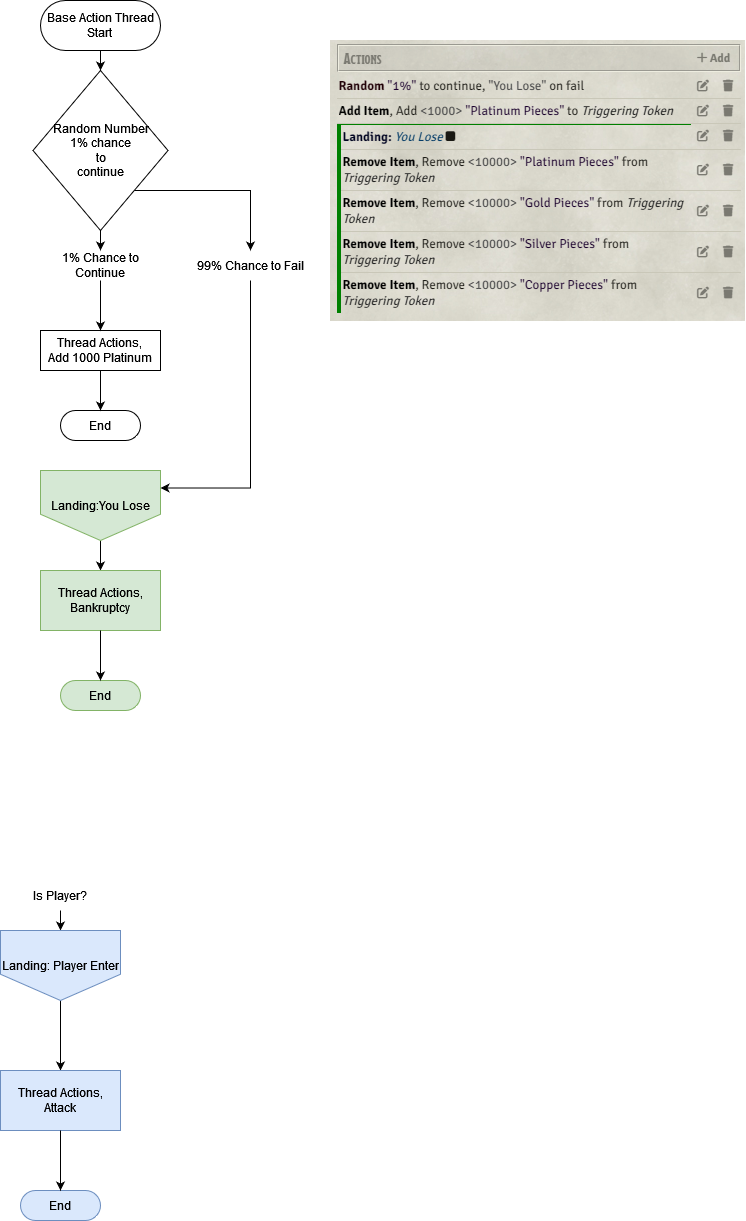 Base Action Thread
Start
Random Number
1% chance
to
continue
1% Chance to
Continue
99% Chance to Fail
Thread Actions,
Add 1000 Platinum
End
Landing:You Lose
Thread Actions,
Bankruptcy
End
Actions
+ Add
Random "1%" to continue, "You Lose" on fail
Add Item, Add <1000> "Platinum Pieces" to Triggering Token
Landing: You Lose
Remove Item, Remove <10000> "Platinum Pieces" from
Triggering Token
Remove Item, Remove <10000> "Gold Pieces" from Triggering
Token
Remove Item, Remove <10000> "Silver Pieces" from
Triggering Token
Remove Item, Remove <10000> "Copper Pieces" from
Triggering Token
Is Player?
Landing: Player Enter
Thread Actions,
Attack
End